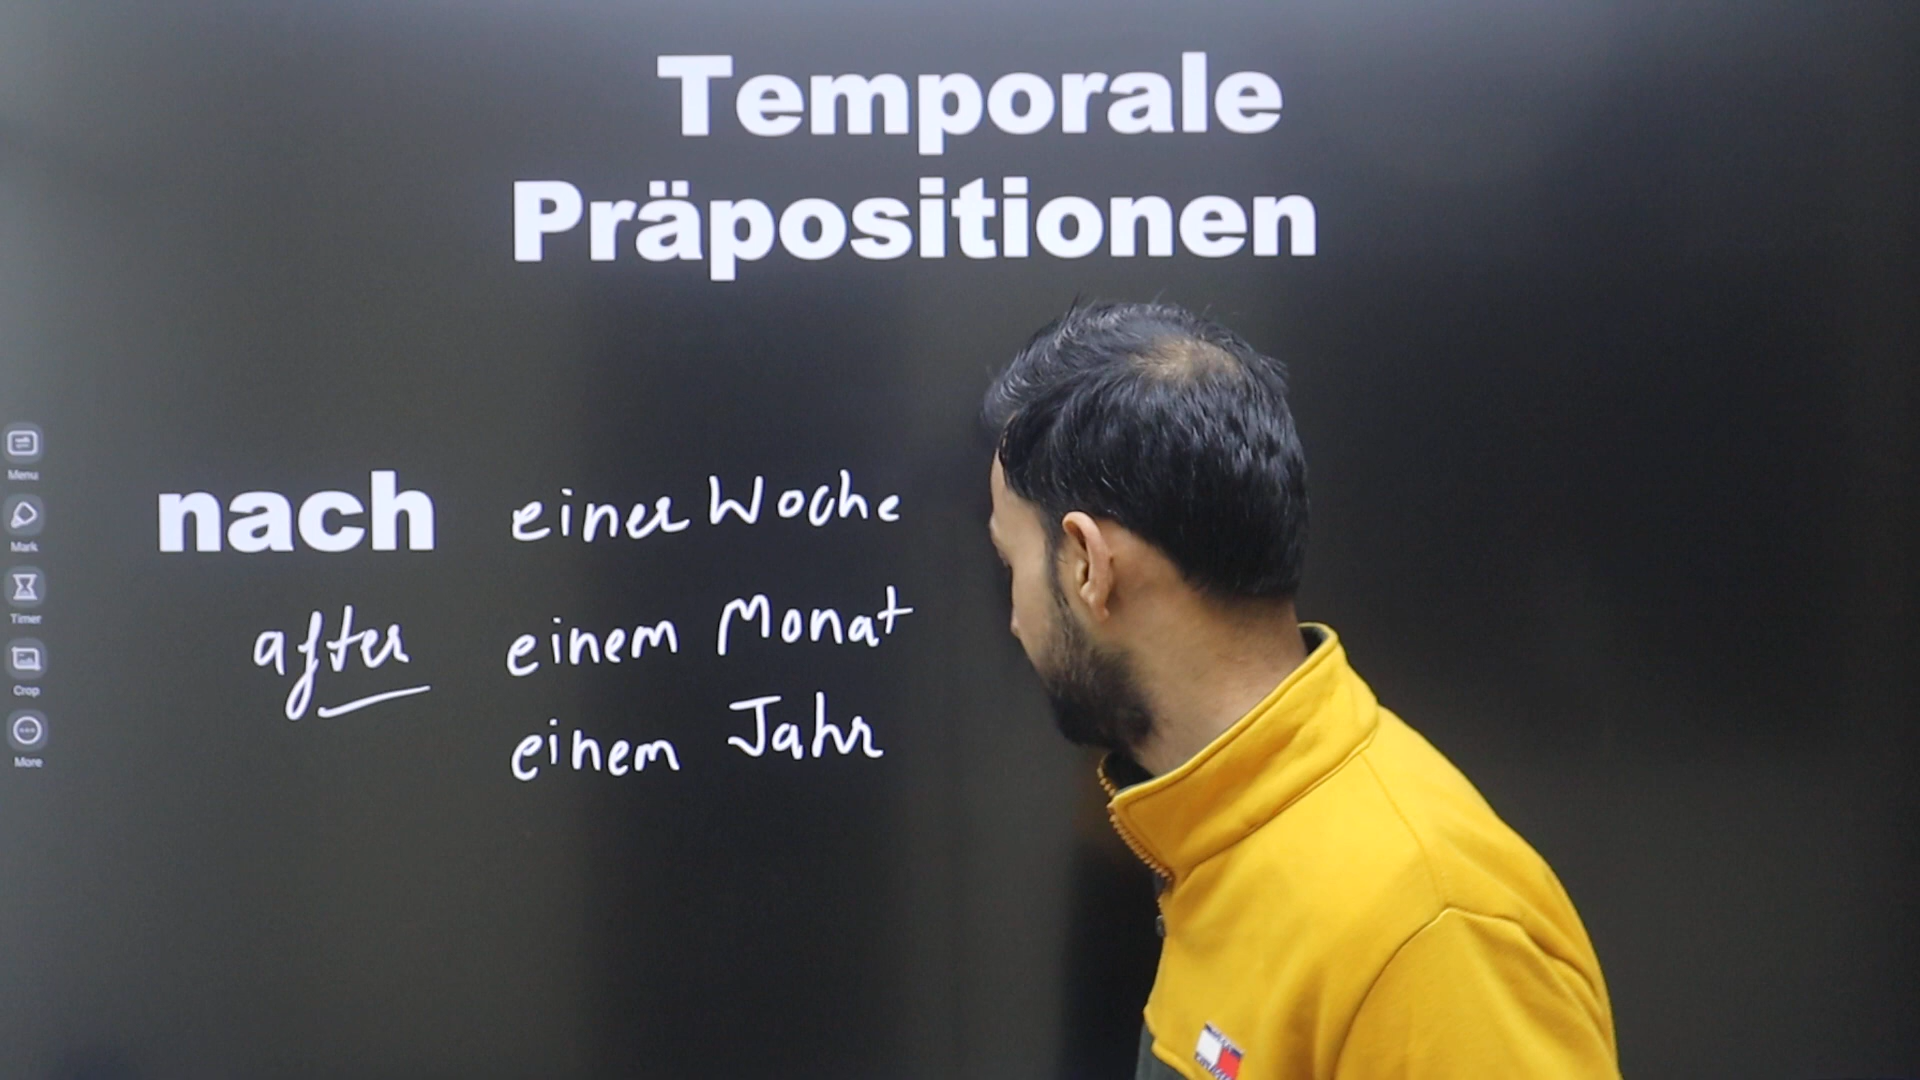 Temporale
Präpositionen
nach einer Woche
after einem Monat
einem Jahr
Menu
Mark
Timer
Crop
More